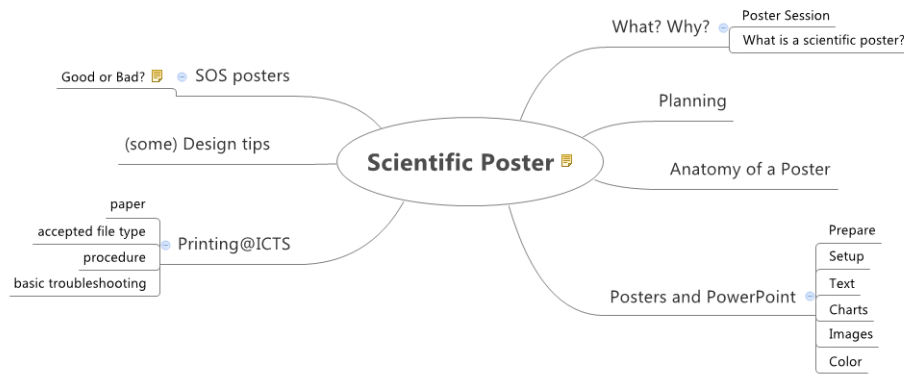 Scientific Poster
What? Why?
Poster Session
What is a scientific poster?
Planning
Anatomy of a Poster
Posters and PowerPoint
Prepare
Setup
Text
Charts
Images
Color
SOS posters
Good or Bad?
(some) Design tips
Printing@ICTS
paper
accepted file type
procedure
basic troubleshooting